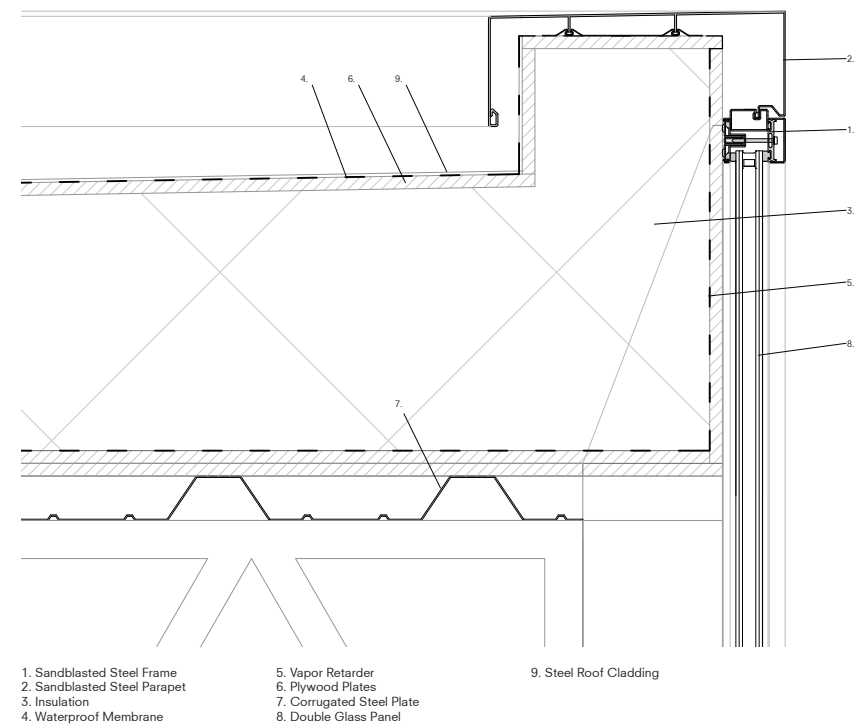 4.
6.
9.
2.
1.
3.
5.
8.
7.
1. Sandblasted Steel Frame
2. Sandblasted Steel Parapet
3. Insulation
4. Waterproof Membrane
5. Vapor Retarder
6. Plywood Plates
7. Corrugated Steel Plate
8. Double Glass Panel
9. Steel Roof Cladding